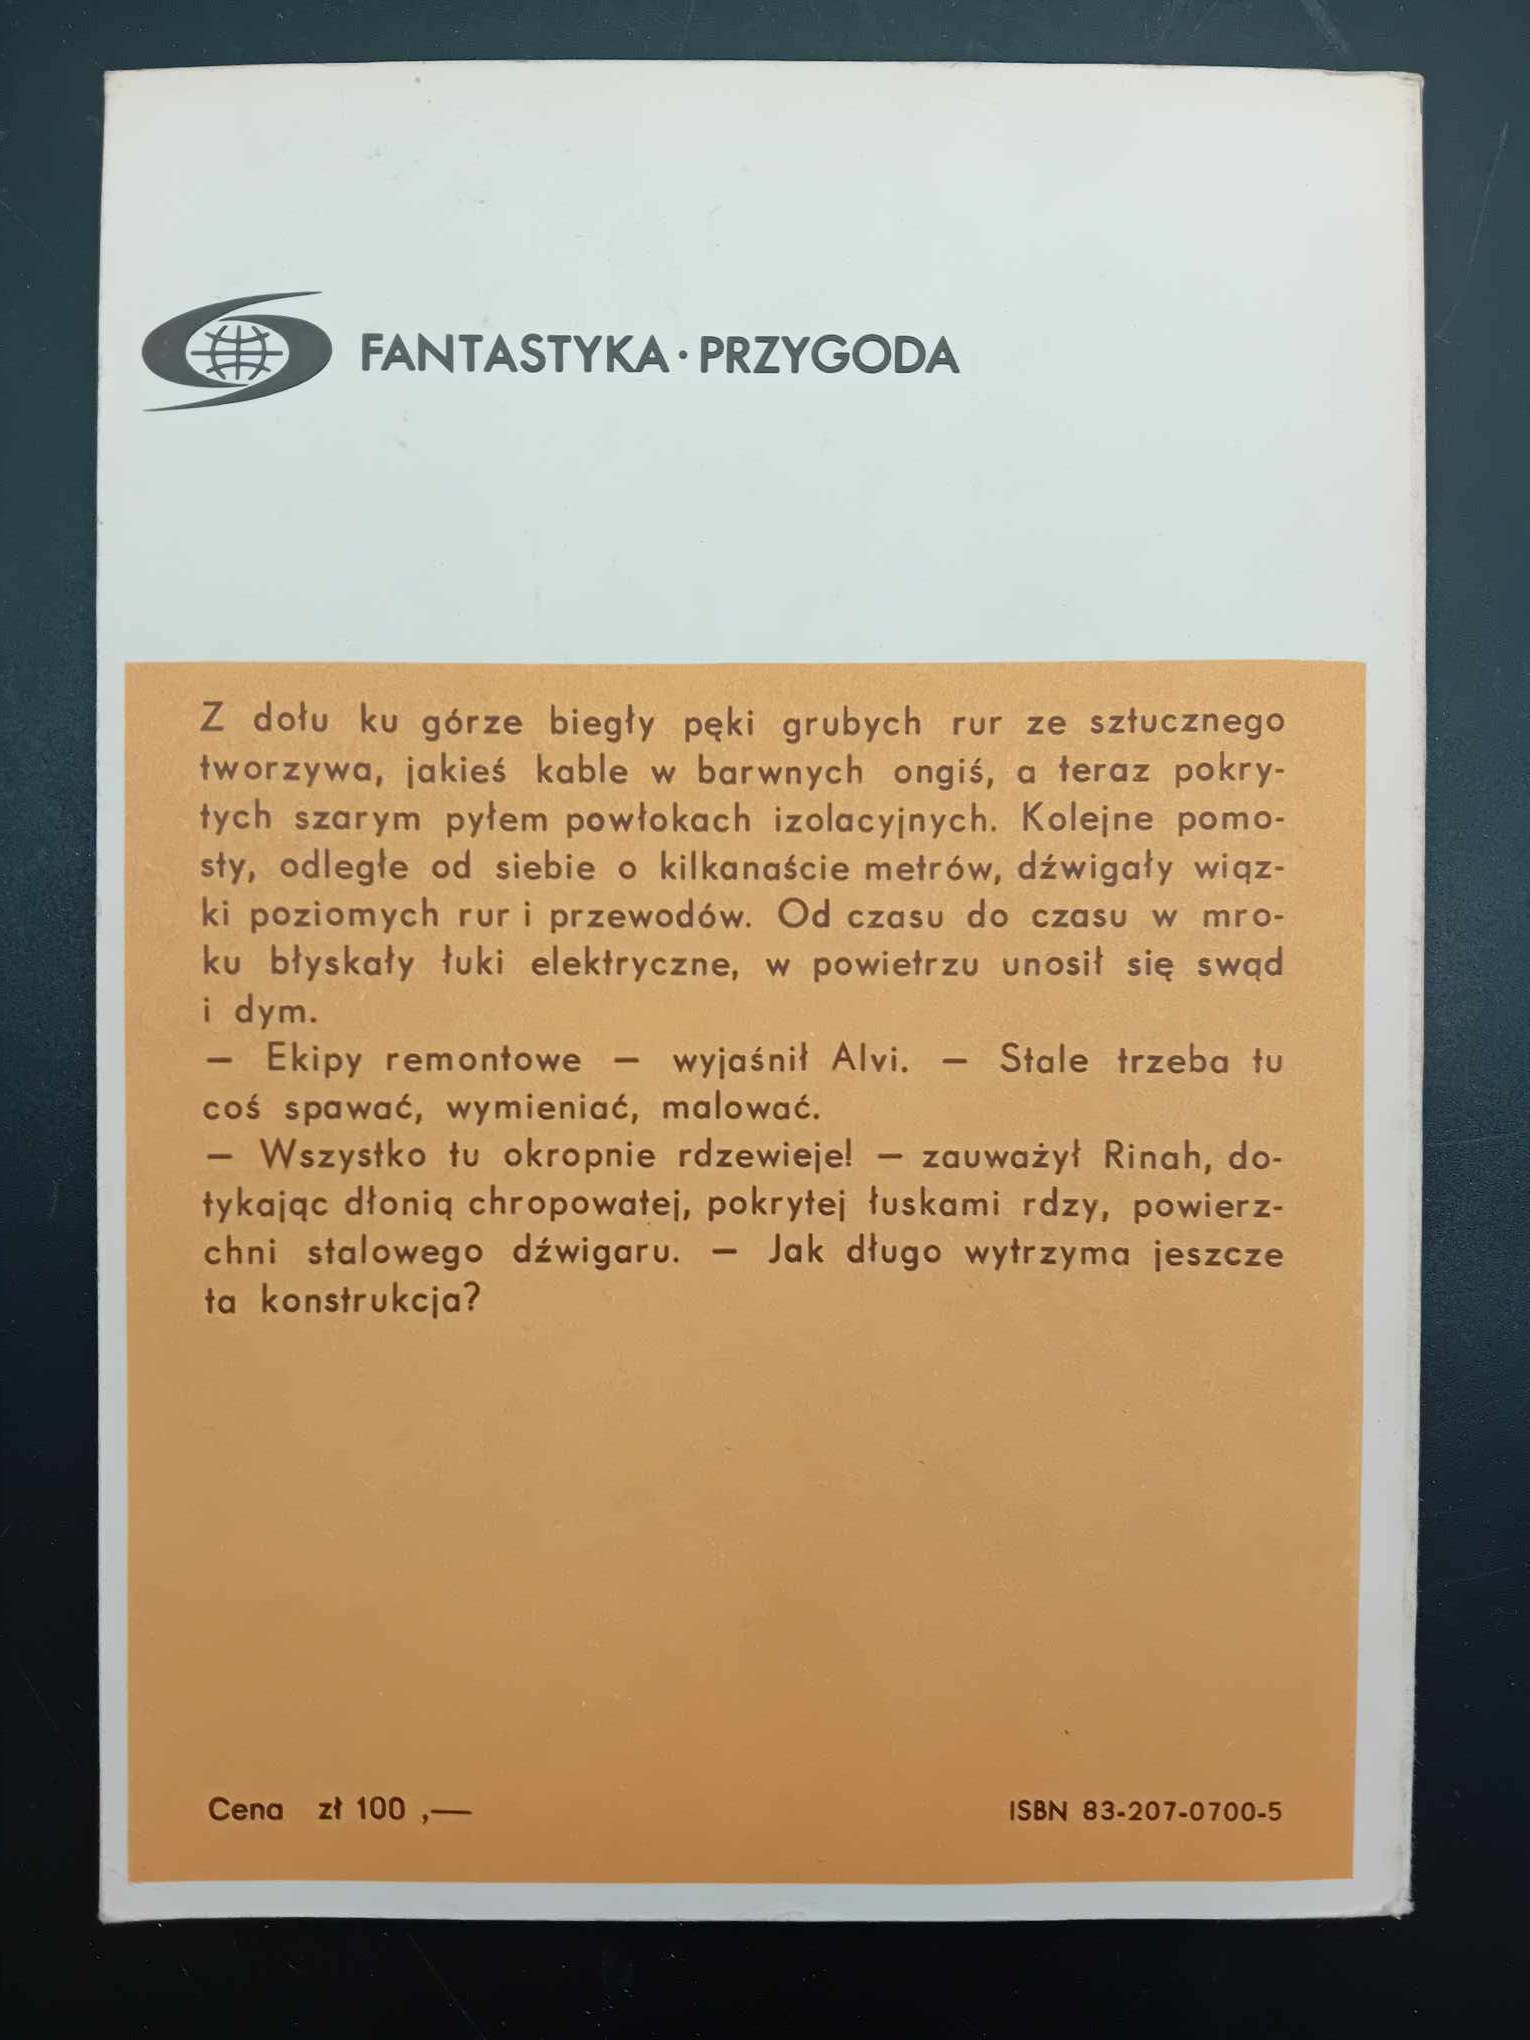 FANTASTYKA · PRZYGODA
Z dołu ku górze biegły pęki grubych rur ze sztucznego
tworzywa, jakieś kable w barwnych ongiś, a teraz pokry-
tych szarym pyłem powłokach izolacyjnych. Kolejne pomo-
sty, odległe od siebie o kilkanaście metrów, dźwigały wiąz-
ki poziomych rur i przewodów. Od czasu do czasu w mro-
ku błyskały łuki elektryczne, w powietrzu unosił się swąd
i dym.
— Ekipy remontowe — wyjaśnił Alvi. — Stale trzeba tu
coś spawać, wymieniać, malować.
— Wszystko tu okropnie rdzewieje! — zauważył Rinah, do-
tykając dłonią chropowatej, pokrytej łuskami rdzy, powierz-
chni stalowego dźwigaru. — Jak długo wytrzyma jeszcze
ta konstrukcja?
Cena zł 100 ,—
ISBN 83-207-0700-5